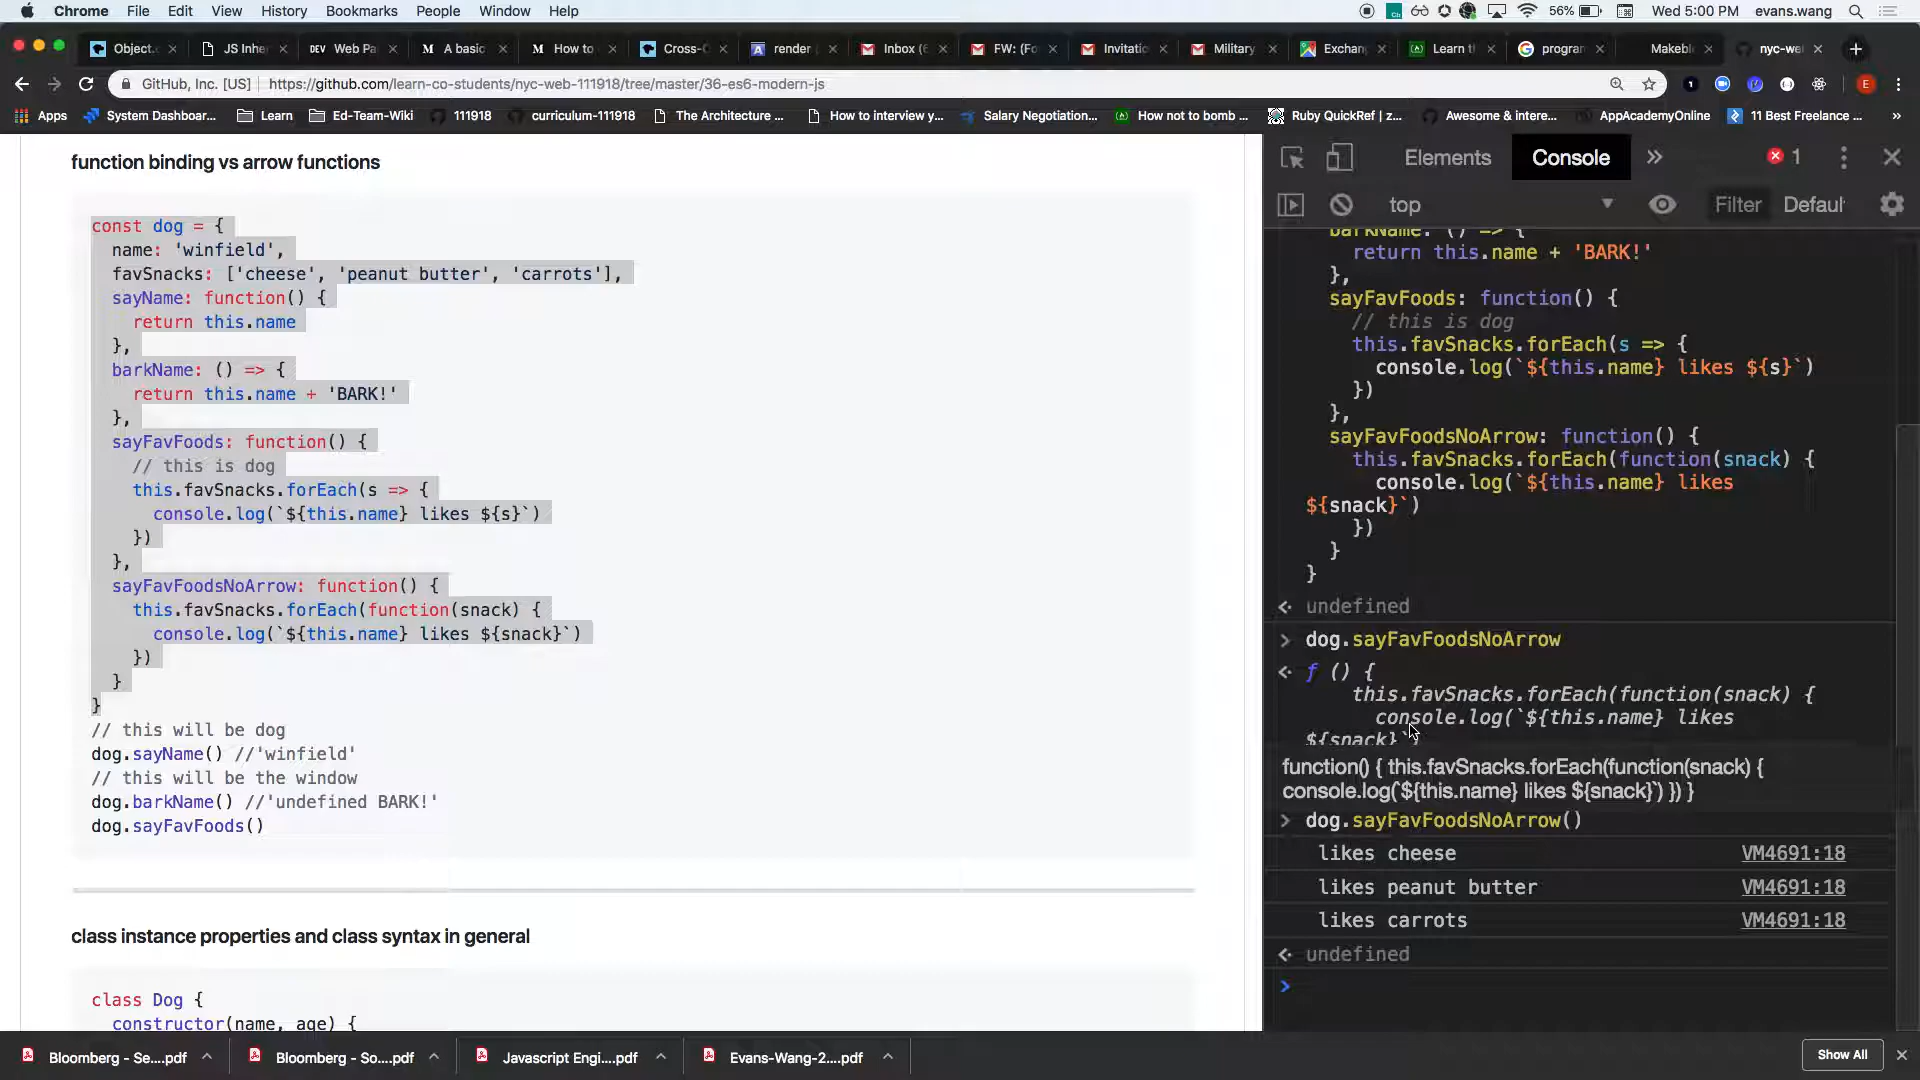 Chrome File Edit View History Bookmarks People Window Help 56% Wed 5:00 PM evans.wang
Object. JS Inhe DEV Web Pa M A basic M How to Cross- A render Inbox (6 FW: (Fo Invitatio Military Exchan Learn t progran Makeble nyc-we
GitHub, Inc. [US] https://github.com/learn-co-students/nyc-web-111918/tree/master/36-es6-modern-js
Apps System Dashboar... Learn Ed-Team-Wiki 111918 curriculum-111918 The Architecture ... How to interview y... Salary Negotiation... How not to bomb ... Ruby QuickRef | z... Awesome & intere... AppAcademyOnline 11 Best Freelance ... »
function binding vs arrow functions
const dog = {
name: 'winfield',
favSnacks: ['cheese', 'peanut butter', 'carrots'],
sayName: function() {
return this.name
},
barkName: () => {
return this.name + 'BARK!'
},
sayFavFoods: function() {
// this is dog
this.favSnacks.forEach(s => {
console.log(`${this.name} likes ${s}`)
})
},
sayFavFoodsNoArrow: function() {
this.favSnacks.forEach(function(snack) {
console.log(`${this.name} likes ${snack}`)
})
}
}
// this will be dog
dog.sayName() //'winfield'
// this will be the window
dog.barkName() //'undefined BARK!'
dog.sayFavFoods()
class instance properties and class syntax in general
class Dog {
constructor(name, age) {
Elements Console » 1
top Filter Defaul
barkName: () => {
return this.name + 'BARK!'
},
sayFavFoods: function() {
// this is dog
this.favSnacks.forEach(s => {
console.log(`${this.name} likes ${s}`)
})
},
sayFavFoodsNoArrow: function() {
this.favSnacks.forEach(function(snack) {
console.log(`${this.name} likes
${snack}`)
})
}
}
undefined
dog.sayFavFoodsNoArrow
ƒ () {
this.favSnacks.forEach(function(snack) {
console.log(`${this.name} likes
${snack}`)
function() { this.favSnacks.forEach(function(snack) {
console.log(`${this.name} likes ${snack}`) }) }
dog.sayFavFoodsNoArrow()
likes cheese VM4691:18
likes peanut butter VM4691:18
likes carrots VM4691:18
undefined
Bloomberg - Se....pdf Bloomberg - So....pdf Javascript Engi....pdf Evans-Wang-2....pdf Show All